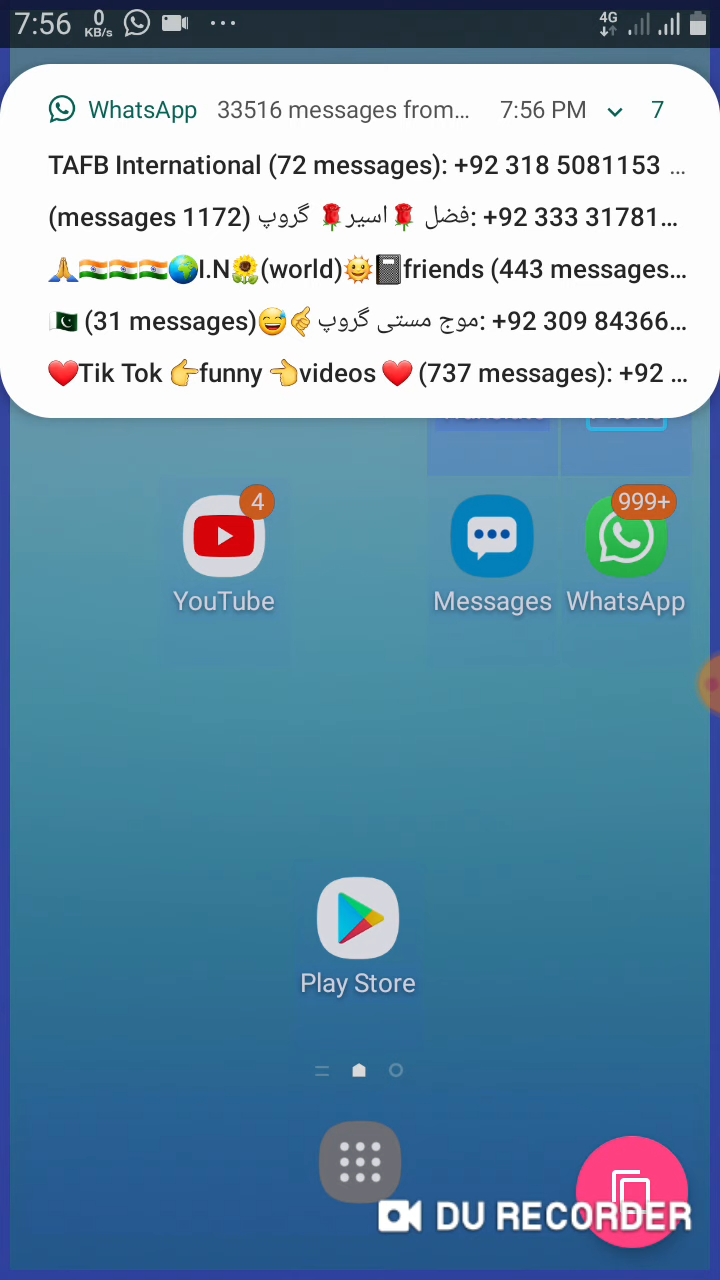 7:56 0 KB/s ... 4G
WhatsApp 33516 messages from... 7:56 PM 7
TAFB International (72 messages): +92 318 5081153 ...
(messages 1172) فضل 🌹اسیر🌹 گروپ: +92 333 31781...
🙏🇮🇳🇮🇳🇮🇳🌍I.N🌻(world)🌞📓friends (443 messages...
🇵🇰 (31 messages)😅🤞موج مستی گروپ: +92 309 84366...
❤️Tik Tok 👉funny 👈videos ❤️ (737 messages): +92 ...
4 999+
YouTube Messages WhatsApp
Play Store
DU RECORDER